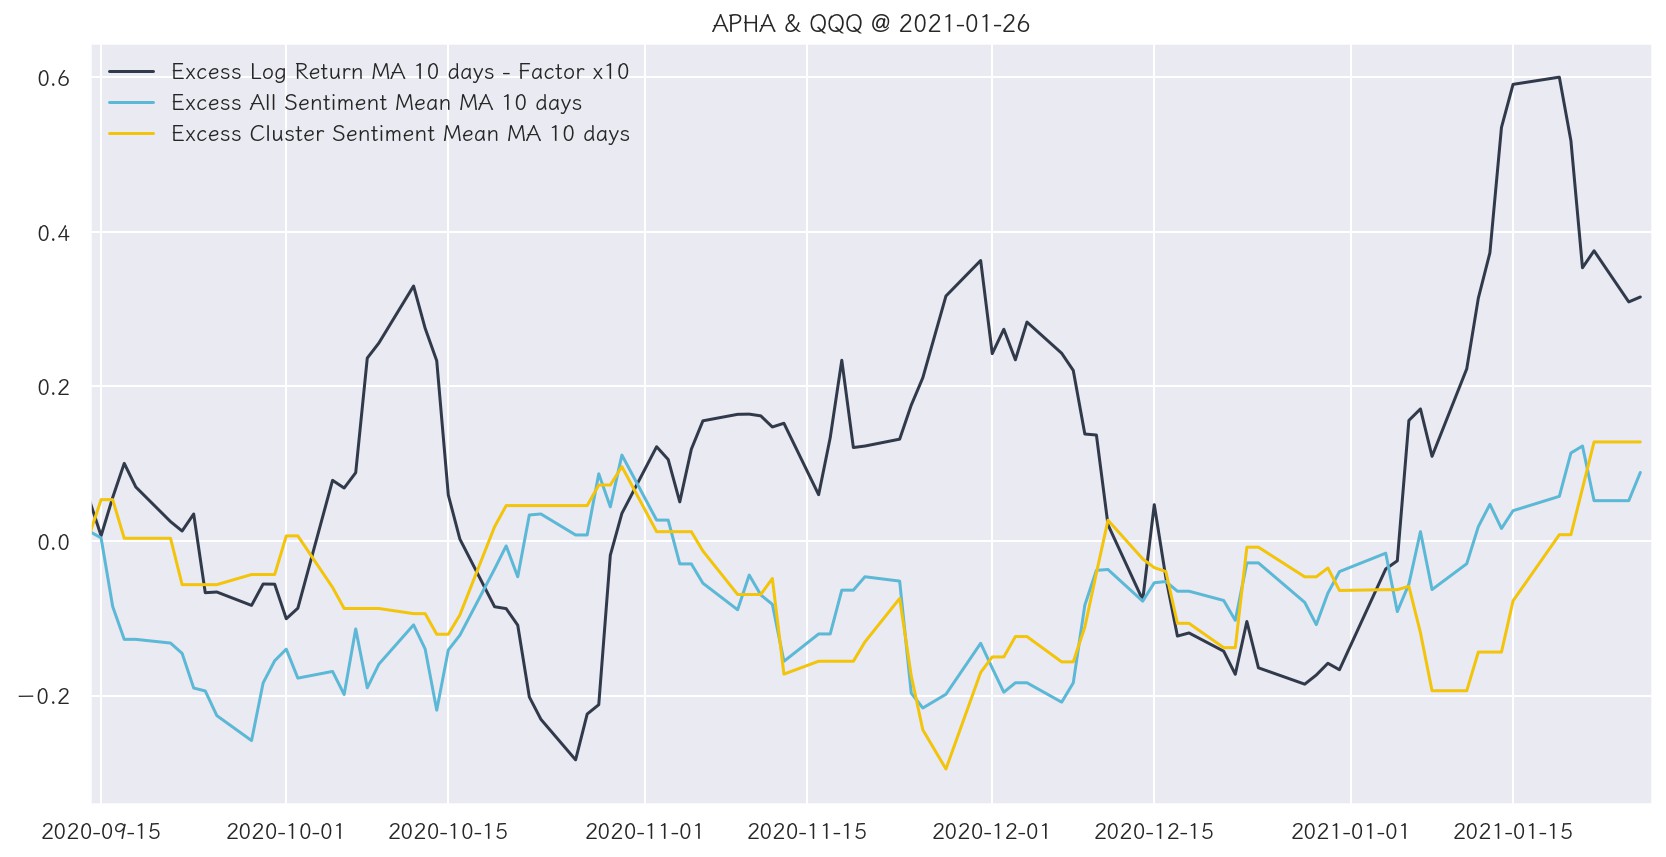 APHA & QQQ @ 2021-01-26
Excess Log Return MA 10 days - Factor x10
Excess All Sentiment Mean MA 10 days
Excess Cluster Sentiment Mean MA 10 days
0.6
0.4
0.2
0.0
−0.2
2020-09-15 2020-10-01 2020-10-15 2020-11-01 2020-11-15 2020-12-01 2020-12-15 2021-01-01 2021-01-15